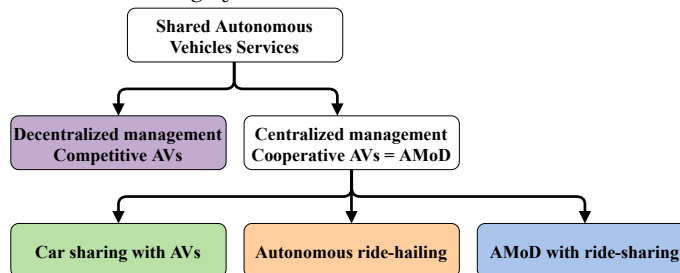 Shared Autonomous
Vehicles Services
Decentralized management
Competitive AVs
Centralized management
Cooperative AVs = AMoD
Car sharing with AVs
Autonomous ride-hailing
AMoD with ride-sharing